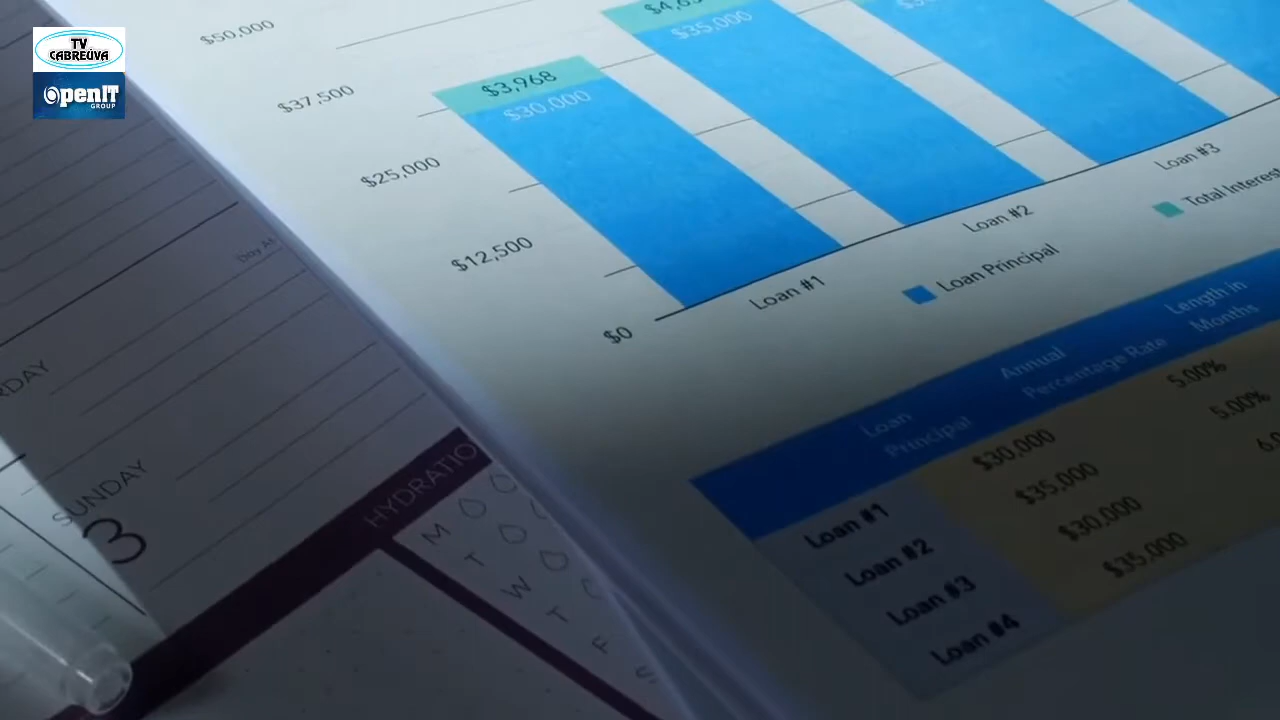 TV
CABREÚVA
OpenIT
GROUP
$50,000
$37,500
$25,000
$12,500
$0
$3,968
$30,000
$35,000
Loan #1
Loan #2
Loan #3
Loan Principal
Total Interest
Loan
Principal
Annual
Percentage Rate
Length in
Months
Loan #1 $30,000 5.00%
Loan #2 $35,000 5.00%
Loan #3 $30,000
Loan #4 $35,000
SUNDAY
3
HYDRATIO
M
T
W
T
F
S